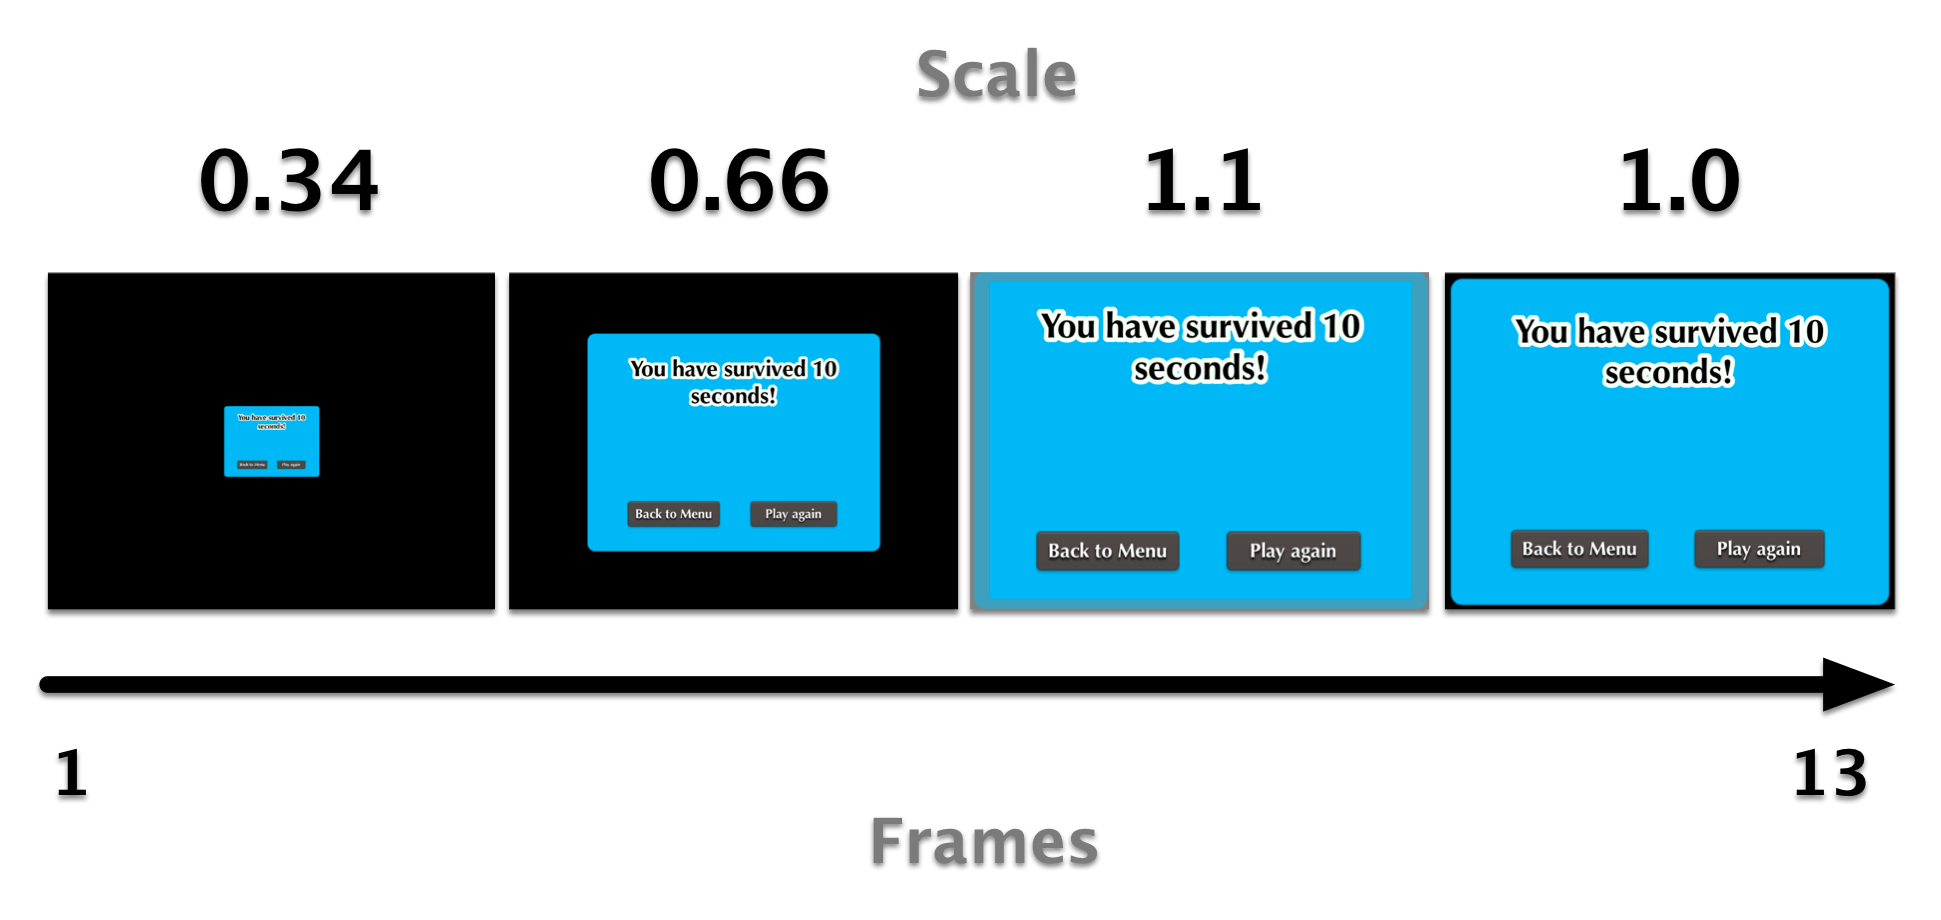 Scale
0.34
0.66
1.1
1.0
You have survived 10
seconds!
Back to Menu
Play again
You have survived 10
seconds!
Back to Menu
Play again
You have survived 10
seconds!
Back to Menu
Play again
You have survived 10
seconds!
Back to Menu
Play again
1
13
Frames